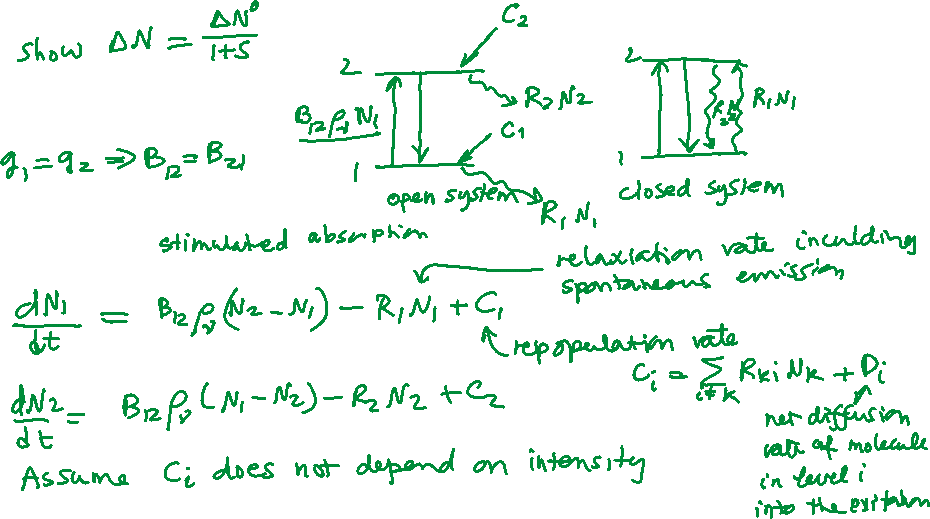 show ΔN = ΔN⁰/(1+S)
C₂
2
R₂N₂
B₁₂ρᵥN₁
C₁
1
open system
R₁N₁
2
R₂N₂
R₁N₁
1
closed system
g₁ = g₂ ⇒ B₁₂ = B₂₁
stimulated absorption
relaxiation rate inculding
spontaneous emission
dN₁/dt = B₁₂ρᵥ(N₂ - N₁) - R₁N₁ + C₁
repopulation rate
Cᵢ = Σ_{i≠k} R_{ki} N_k + Dᵢ
dN₂/dt = B₁₂ρᵥ(N₁ - N₂) - R₂N₂ + C₂
net diffusion
rate of molecule
in level i
into the
Assume Cᵢ does not depend on intensity